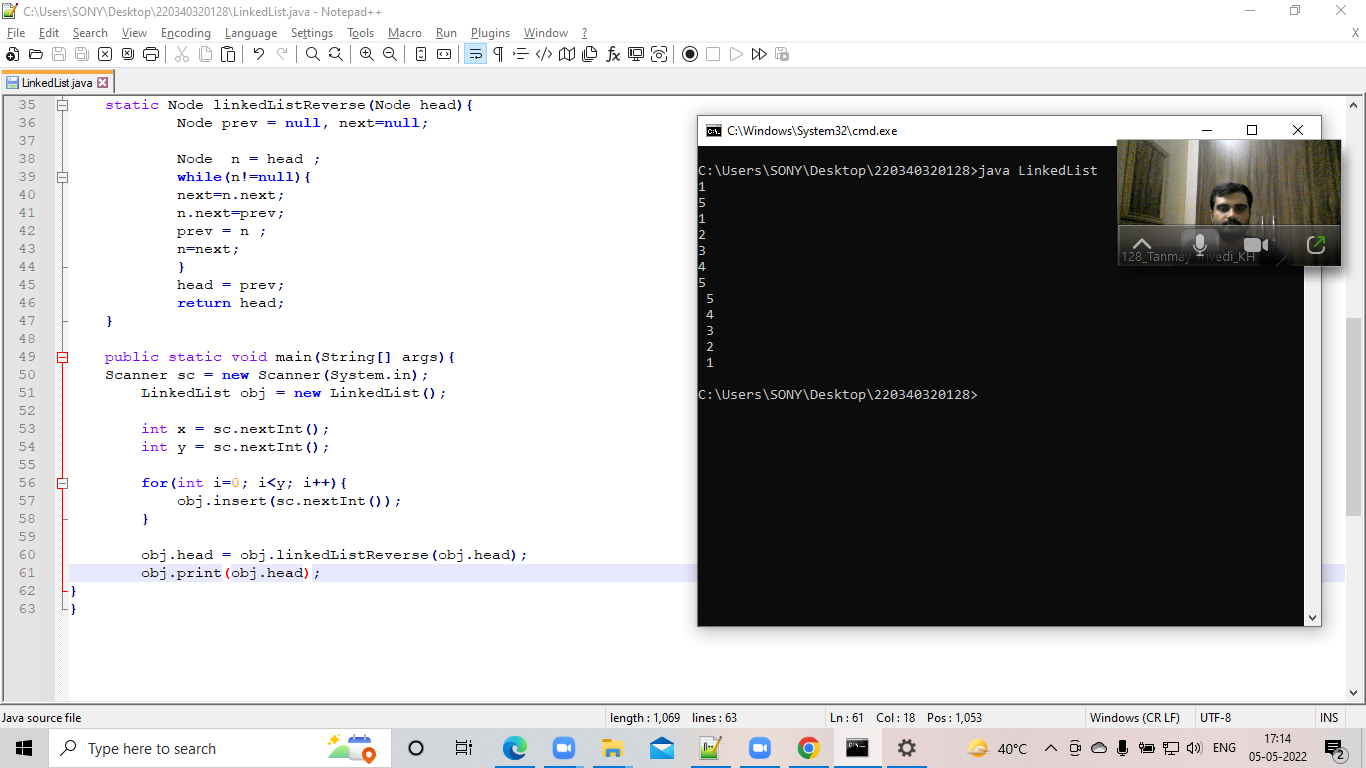 C:\Users\SONY\Desktop\220340320128\LinkedList.java - Notepad++
File Edit Search View Encoding Language Settings Tools Macro Run Plugins Window ? X
LinkedList.java
35 static Node linkedListReverse(Node head){
36 Node prev = null, next=null;
37
38 Node  n = head ;
39 while(n!=null){
40 next=n.next;
41 n.next=prev;
42 prev = n ;
43 n=next;
44 }
45 head = prev;
46 return head;
47 }
48
49 public static void main(String[] args){
50 Scanner sc = new Scanner(System.in);
51 LinkedList obj = new LinkedList();
52
53 int x = sc.nextInt();
54 int y = sc.nextInt();
55
56 for(int i=0; i<y; i++){
57 obj.insert(sc.nextInt());
58 }
59
60 obj.head = obj.linkedListReverse(obj.head);
61 obj.print(obj.head);
62 }
63 }
C:\Windows\System32\cmd.exe
C:\Users\SONY\Desktop\220340320128>java LinkedList
1
5
1
2
3
4
5
5
4
3
2
1
C:\Users\SONY\Desktop\220340320128>
128_Tanmay Trivedi_KH
Java source file length : 1,069 lines : 63 Ln : 61 Col : 18 Pos : 1,053 Windows (CR LF) UTF-8 INS
Type here to search 40°C ENG 17:14
05-05-2022 2